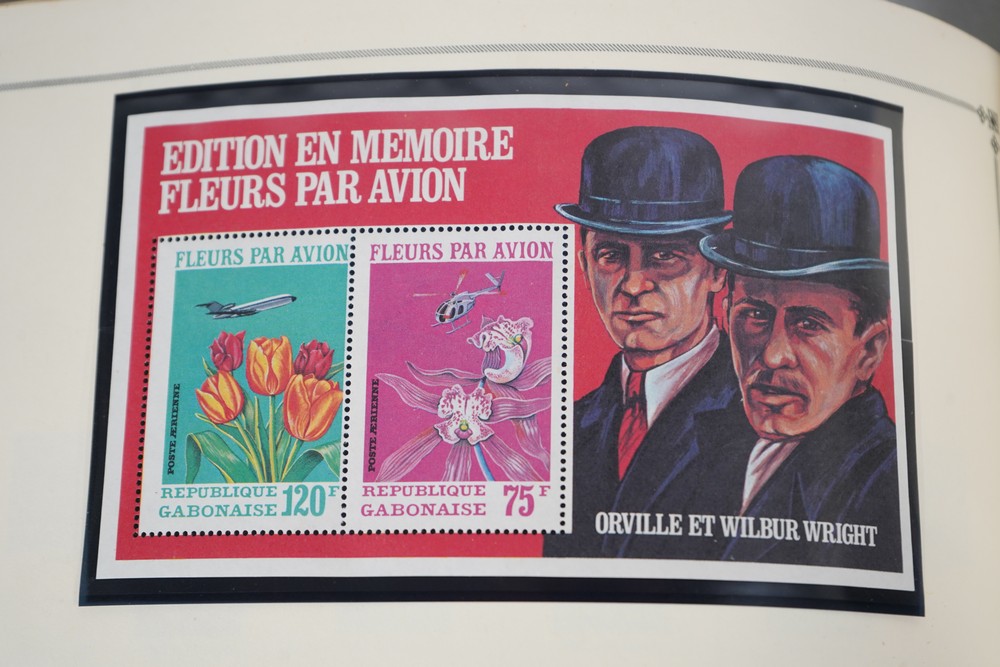 EDITION EN MEMOIRE
FLEURS PAR AVION
FLEURS PAR AVION
POSTE AERIENNE
REPUBLIQUE
GABONAISE
120F
FLEURS PAR AVION
POSTE AERIENNE
REPUBLIQUE
GABONAISE
75F
ORVILLE ET WILBUR WRIGHT